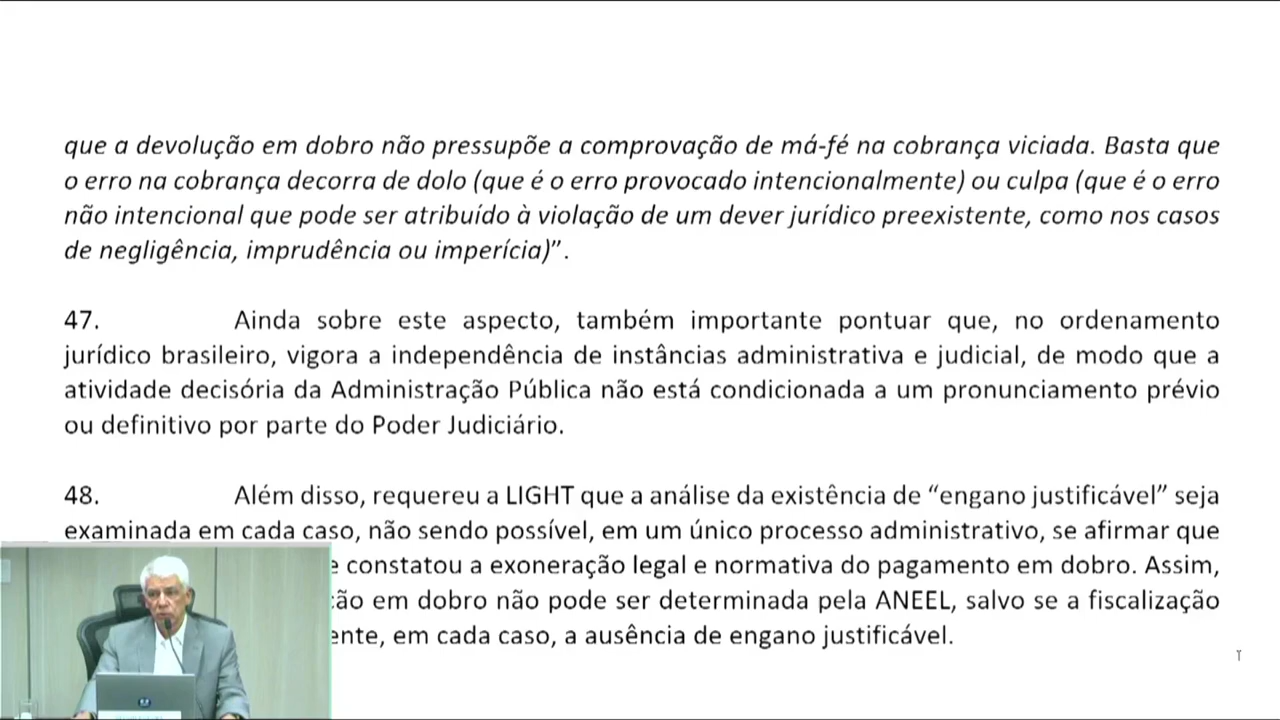 que a devolução em dobro não pressupõe a comprovação de má-fé na cobrança viciada. Basta que
o erro na cobrança decorra de dolo (que é o erro provocado intencionalmente) ou culpa (que é o erro
não intencional que pode ser atribuído à violação de um dever jurídico preexistente, como nos casos
de negligência, imprudência ou imperícia)”.
47. Ainda sobre este aspecto, também importante pontuar que, no ordenamento
jurídico brasileiro, vigora a independência de instâncias administrativa e judicial, de modo que a
atividade decisória da Administração Pública não está condicionada a um pronunciamento prévio
ou definitivo por parte do Poder Judiciário.
48. Além disso, requereu a LIGHT que a análise da existência de “engano justificável” seja
examinada em cada caso, não sendo possível, em um único processo administrativo, se afirmar que
e constatou a exoneração legal e normativa do pagamento em dobro. Assim,
ção em dobro não pode ser determinada pela ANEEL, salvo se a fiscalização
ente, em cada caso, a ausência de engano justificável.